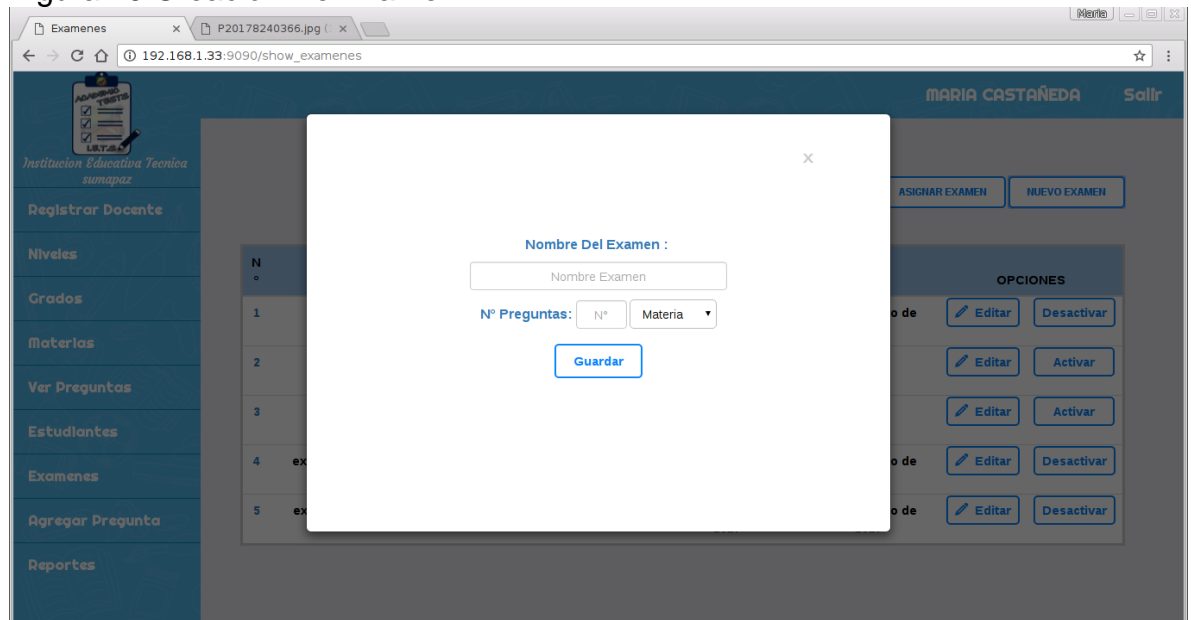 Maria
Examenes
P20178240366.jpg (
192.168.1.33:9090/show_examenes
ACADEMIC TESTIS
I.E.T.S
MARIA CASTAÑEDA Salir
Institucion Educativa Tecnica
sumapaz
Registrar Docente
Niveles
Grados
Materias
Ver Preguntas
Estudiantes
Examenes
Agregar Pregunta
Reportes
ASIGNAR EXAMEN NUEVO EXAMEN
×
Nombre Del Examen :
Nombre Examen
Nº Preguntas: N° Materia
Guardar
N
°
OPCIONES
1 o de Editar Desactivar
2 Editar Activar
3 Editar Activar
4 ex o de Editar Desactivar
5 ex o de Editar Desactivar